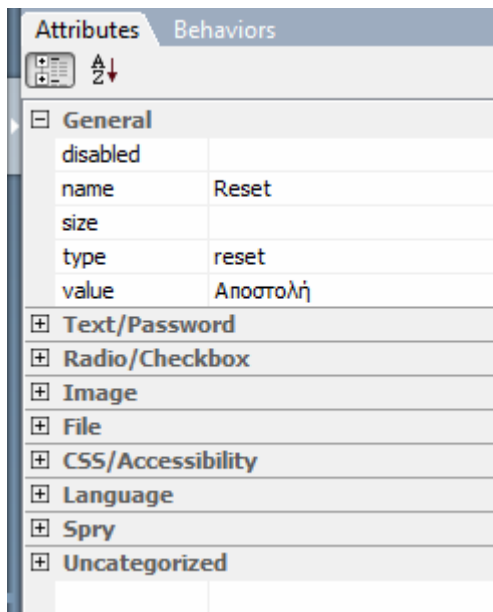 Attributes Behaviors
A Z
General
disabled
name Reset
size
type reset
value Αποστολή
Text/Password
Radio/Checkbox
Image
File
CSS/Accessibility
Language
Spry
Uncategorized